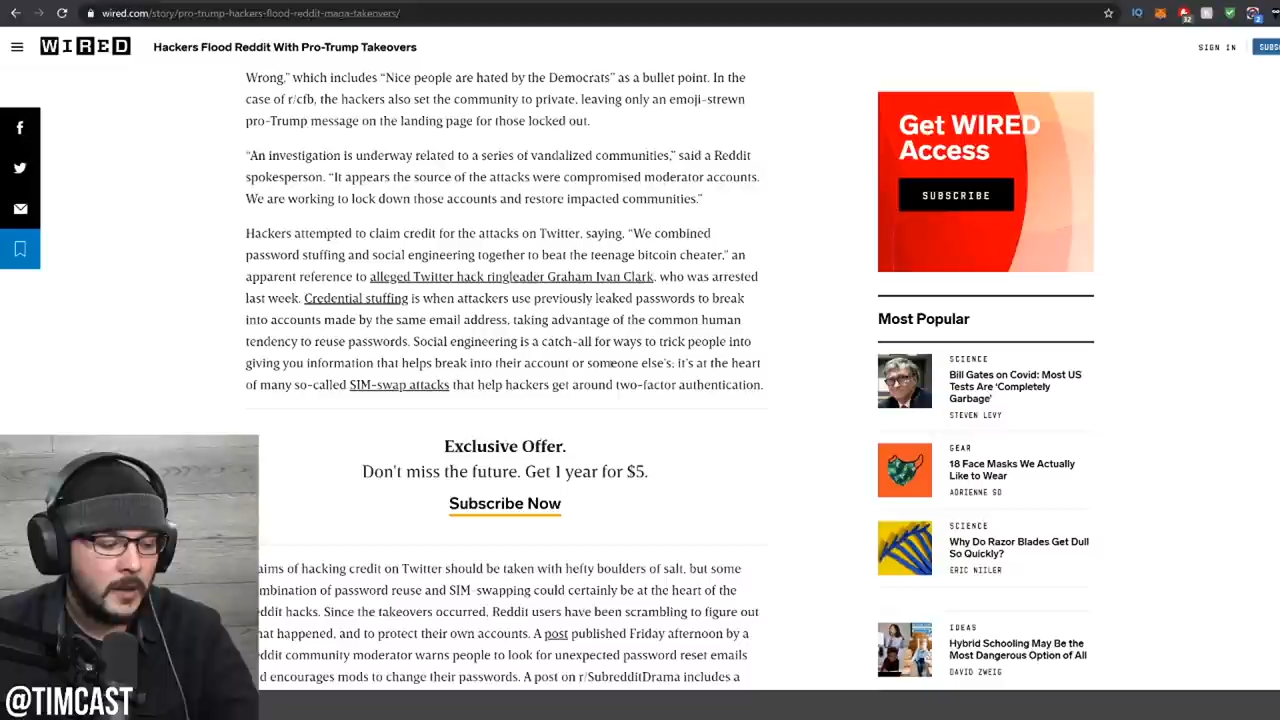 wired.com/story/pro-trump-hackers-flood-reddit-maga-takeovers/
WIRED
Hackers Flood Reddit With Pro-Trump Takeovers
SIGN IN
Wrong," which includes "Nice people are hated by the Democrats" as a bullet point. In the
case of r/cfb, the hackers also set the community to private, leaving only an emoji-strewn
pro-Trump message on the landing page for those locked out.
"An investigation is underway related to a series of vandalized communities," said a Reddit
spokesperson. "It appears the source of the attacks were compromised moderator accounts.
We are working to lock down those accounts and restore impacted communities."
Hackers attempted to claim credit for the attacks on Twitter, saying, "We combined
password stuffing and social engineering together to beat the teenage bitcoin cheater," an
apparent reference to alleged Twitter hack ringleader Graham Ivan Clark, who was arrested
last week. Credential stuffing is when attackers use previously leaked passwords to break
into accounts made by the same email address, taking advantage of the common human
tendency to reuse passwords. Social engineering is a catch-all for ways to trick people into
giving you information that helps break into their account or someone else's; it's at the heart
of many so-called SIM-swap attacks that help hackers get around two-factor authentication.
Exclusive Offer.
Don't miss the future. Get 1 year for $5.
Subscribe Now
aims of hacking credit on Twitter should be taken with hefty boulders of salt, but some
mbination of password reuse and SIM-swapping could certainly be at the heart of the
ddit hacks. Since the takeovers occurred, Reddit users have been scrambling to figure out
hat happened, and to protect their own accounts. A post published Friday afternoon by a
ddit community moderator warns people to look for unexpected password reset emails
d encourages mods to change their passwords. A post on r/SubredditDrama includes a
Get WIRED
Access
SUBSCRIBE
Most Popular
SCIENCE
Bill Gates on Covid: Most US
Tests Are 'Completely
Garbage'
STEVEN LEVY
GEAR
18 Face Masks We Actually
Like to Wear
ADRIENNE SO
SCIENCE
Why Do Razor Blades Get Dull
So Quickly?
ERIC NIILER
IDEAS
Hybrid Schooling May Be the
Most Dangerous Option of All
DAVID ZWEIG
@TIMCAST